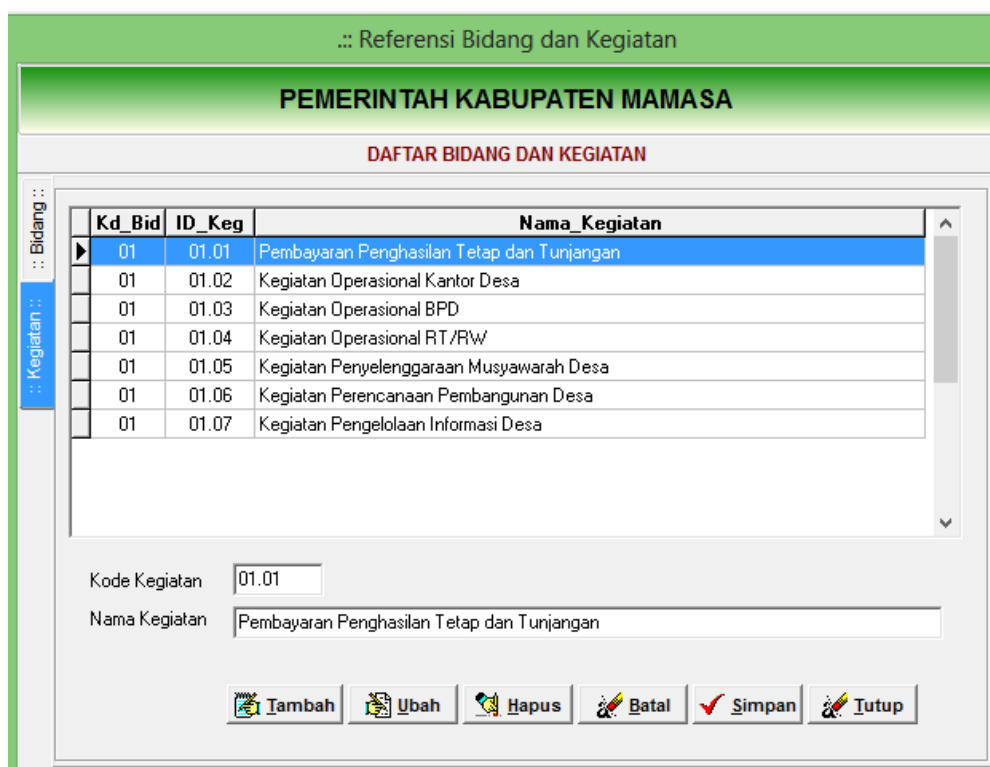 .:: Referensi Bidang dan Kegiatan
PEMERINTAH KABUPATEN MAMASA
DAFTAR BIDANG DAN KEGIATAN
:: Bidang ::
:: Kegiatan ::
Kd_Bid ID_Keg Nama_Kegiatan
01 01.01 Pembayaran Penghasilan Tetap dan Tunjangan
01 01.02 Kegiatan Operasional Kantor Desa
01 01.03 Kegiatan Operasional BPD
01 01.04 Kegiatan Operasional RT/RW
01 01.05 Kegiatan Penyelenggaraan Musyawarah Desa
01 01.06 Kegiatan Perencanaan Pembangunan Desa
01 01.07 Kegiatan Pengelolaan Informasi Desa
Kode Kegiatan 01.01
Nama Kegiatan Pembayaran Penghasilan Tetap dan Tunjangan
Tambah Ubah Hapus Batal Simpan Tutup